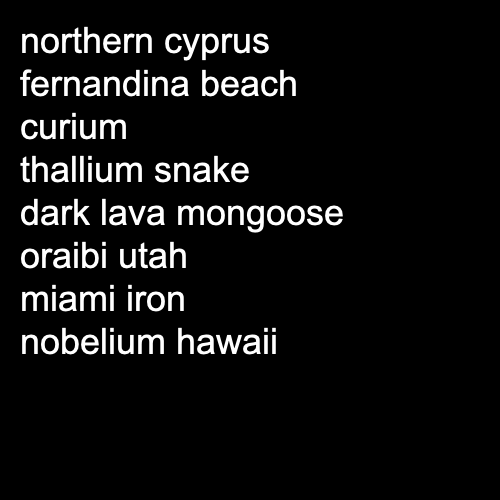 northern cyprus
fernandina beach
curium
thallium snake
dark lava mongoose
oraibi utah
miami iron
nobelium hawaii